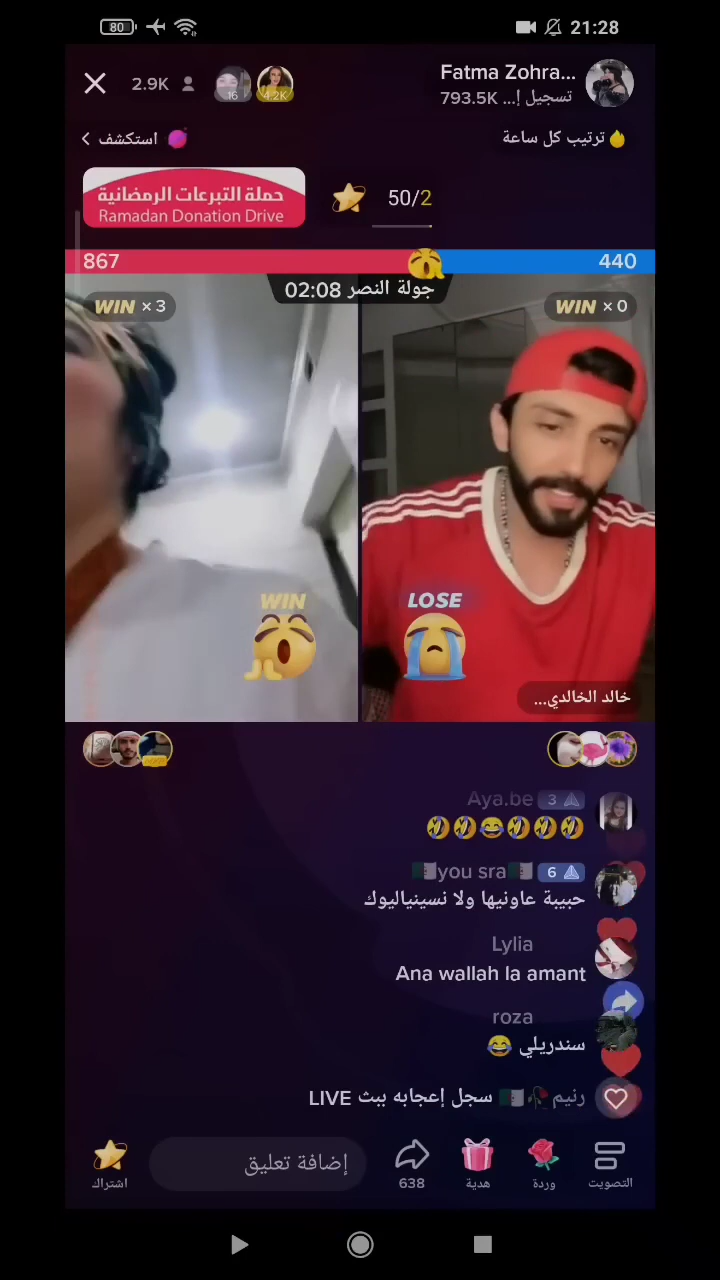 80
21:28
2.9K
16
4.2K
Fatma Zohra...
793.5K تسجيل إ...
استكشف
ترتيب كل ساعة
حملة التبرعات الرمضانية
Ramadan Donation Drive
50/2
867
440
جولة النصر 02:08
WIN × 3
WIN × 0
WIN
LOSE
خالد الخالدي...
Aya.be 3
🤣🤣😂🤣🤣🤣
🇩🇿you sra🇩🇿 6
حبيبة عاونيها ولا نسينياليوك
Lylia
Ana wallah la amant
roza
سندريلي 😂
رنيم🥀🇩🇿 سجل إعجابه ببث LIVE
اشتراك
إضافة تعليق
638
هدية
وردة
التصويت